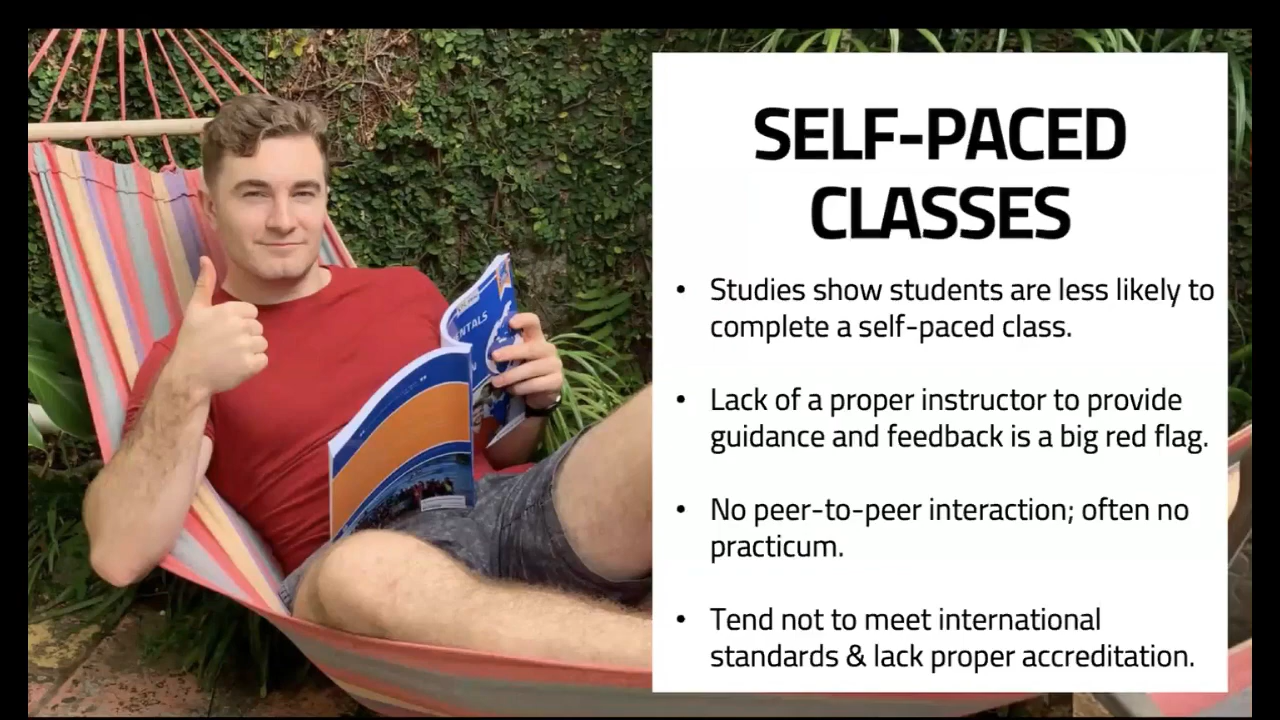 SELF-PACED
CLASSES
• Studies show students are less likely to
complete a self-paced class.
• Lack of a proper instructor to provide
guidance and feedback is a big red flag.
• No peer-to-peer interaction; often no
practicum.
• Tend not to meet international
standards & lack proper accreditation.